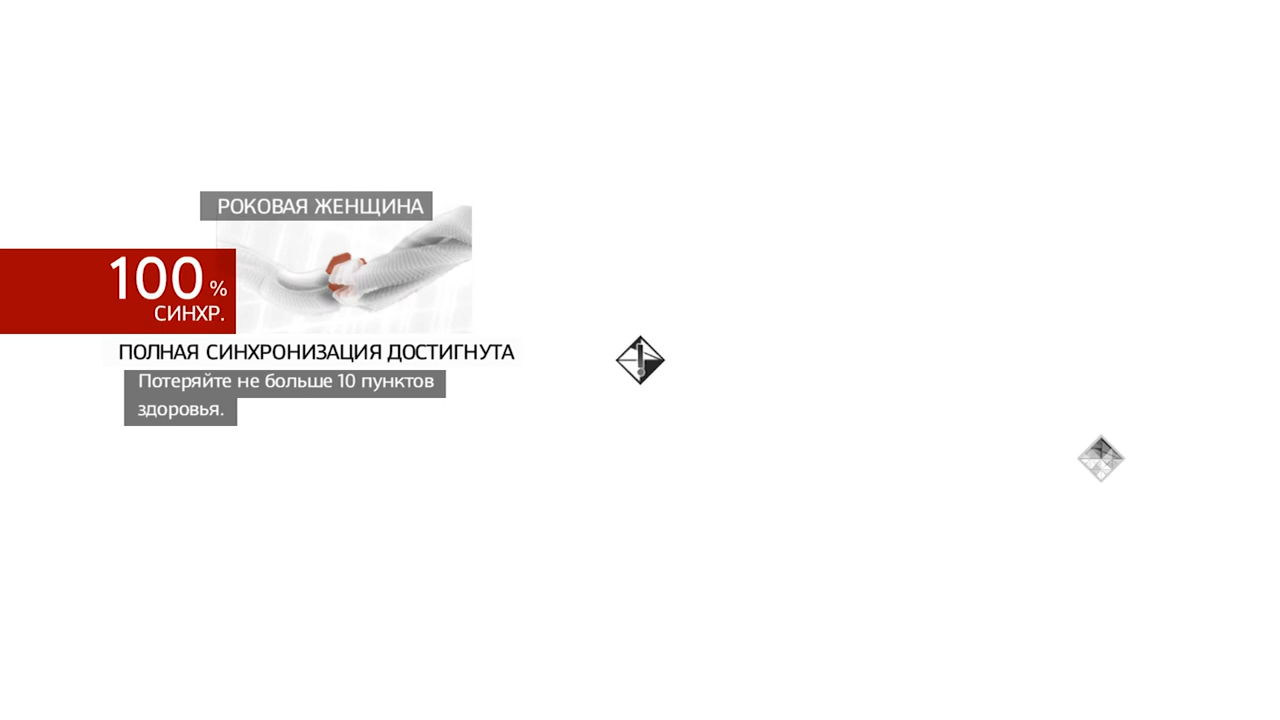 РОКОВАЯ ЖЕНЩИНА
100 %
СИНХР.
ПОЛНАЯ СИНХРОНИЗАЦИЯ ДОСТИГНУТА
Потеряйте не больше 10 пунктов
здоровья.